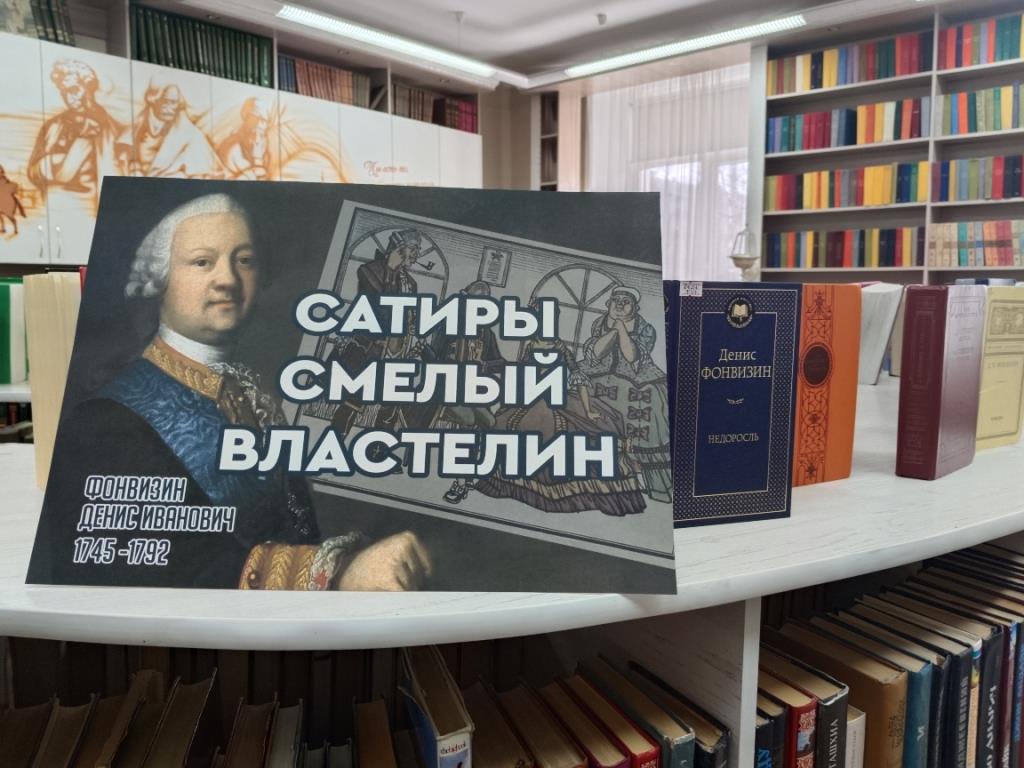 САТИРЫ
СМЕЛЫЙ
ВЛАСТЕЛИН
ФОНВИЗИН
ДЕНИС ИВАНОВИЧ
1745 -1792
Денис
ФОНВИЗИН
НЕДОРОСЛЬ